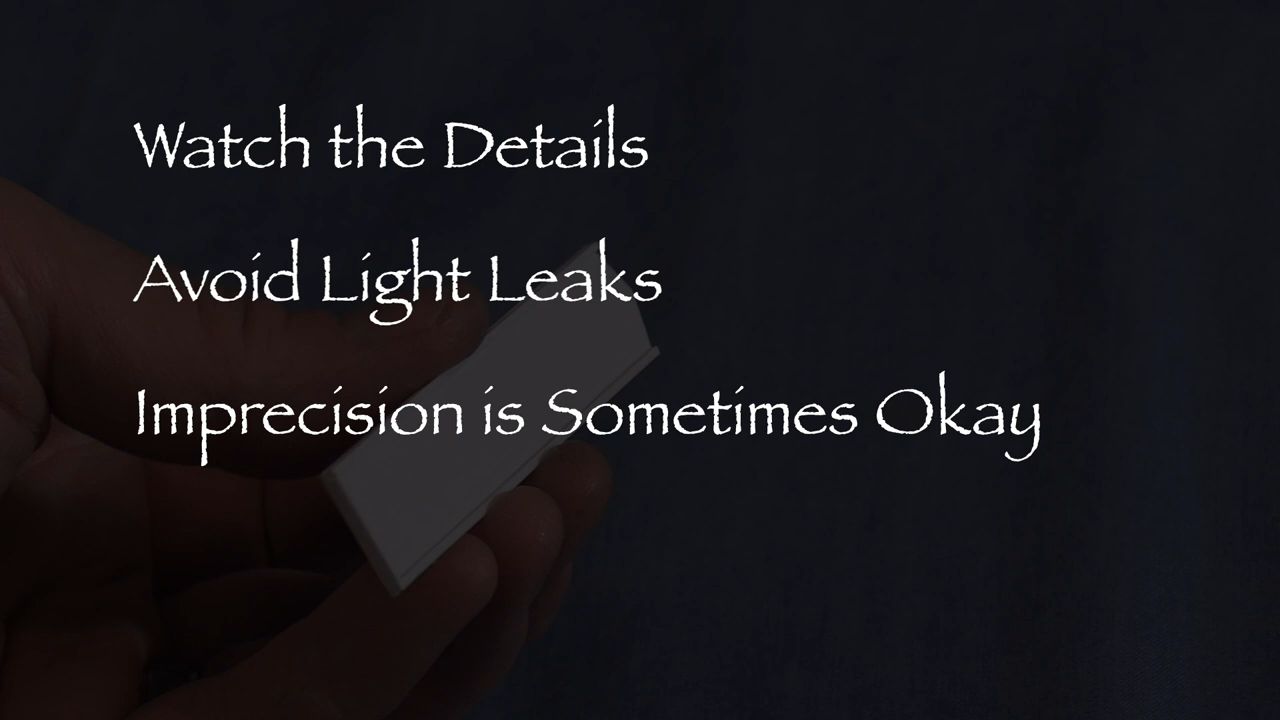 Watch the Details
Avoid Light Leaks
Imprecision is Sometimes Okay